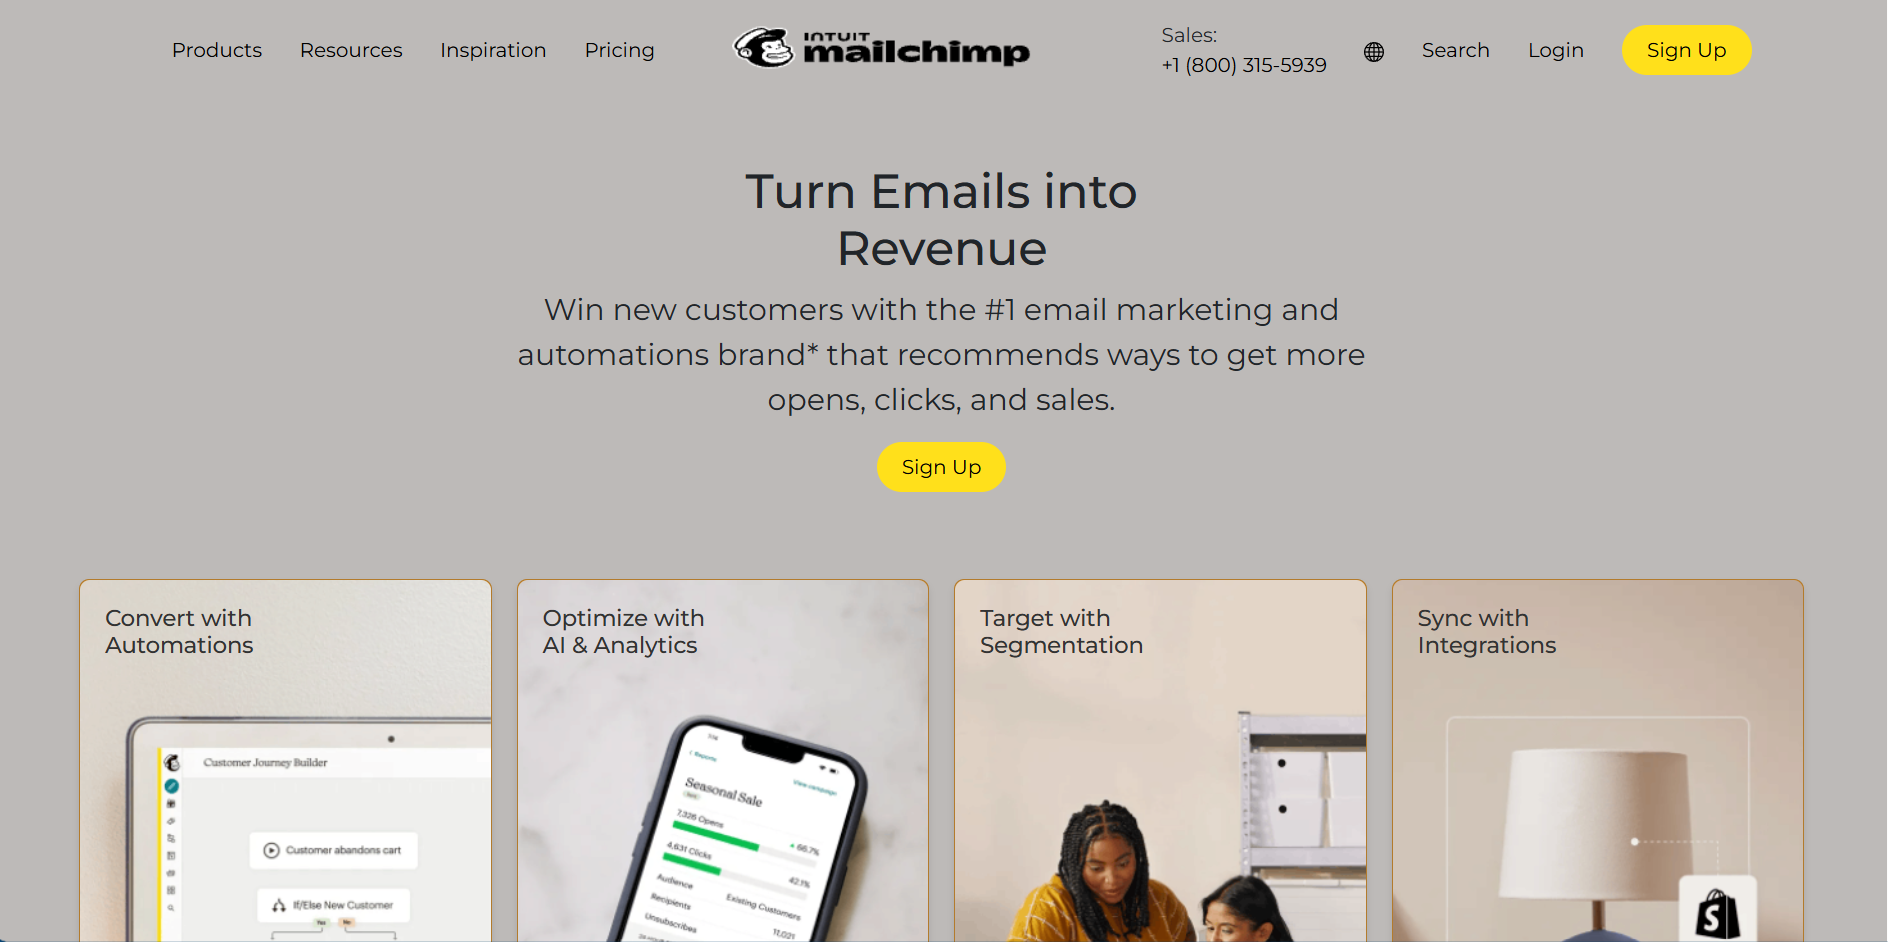 Products Resources Inspiration Pricing
INTUIT
mailchimp
Sales:
+1 (800) 315-5939
Search Login Sign Up
Turn Emails into
Revenue
Win new customers with the #1 email marketing and
automations brand* that recommends ways to get more
opens, clicks, and sales.
Sign Up
Convert with
Automations
Customer Journey Builder
Customer abandons cart
If/Else New Customer
Yes No
Optimize with
AI & Analytics
Reports
View campaign
Seasonal Sale
7,326 Opens
66.7%
4,631 Clicks
42.1%
Audience
Existing Customers
Recipients
11,021
Unsubscribes
Target with
Segmentation
Sync with
Integrations
S